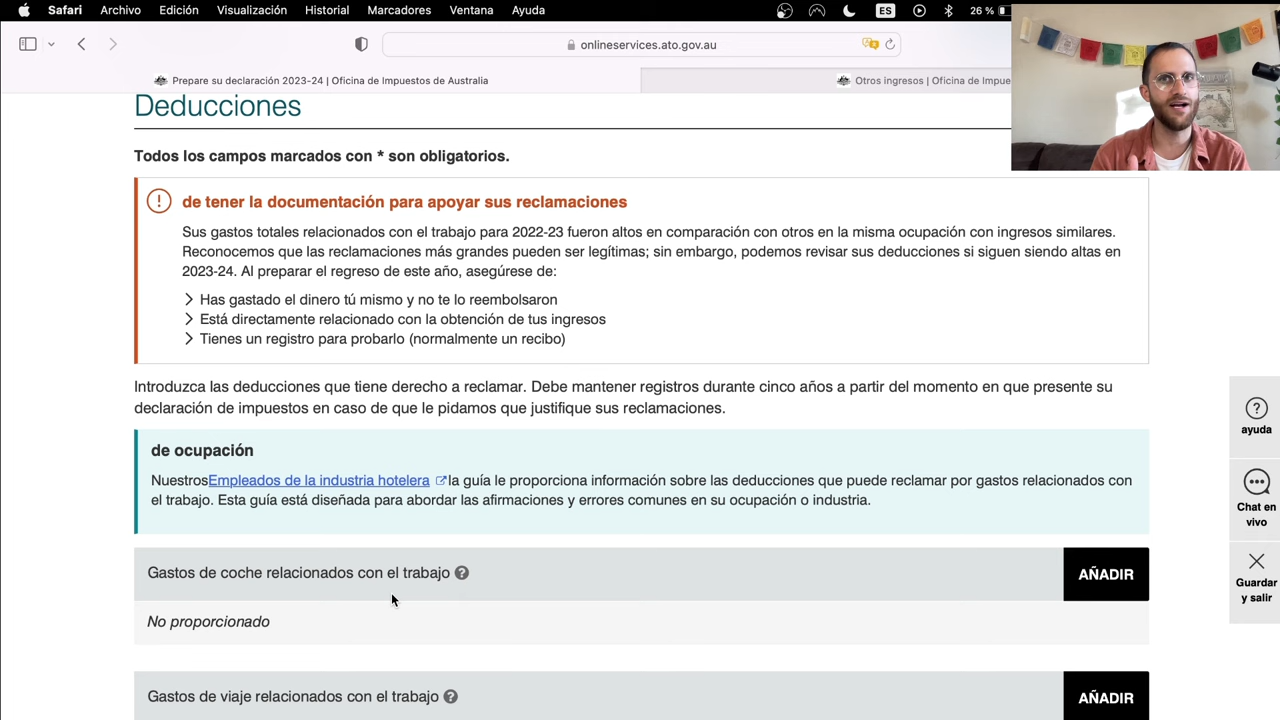 Safari Archivo Edición Visualización Historial Marcadores Ventana Ayuda ES 26 %
onlineservices.ato.gov.au
Prepare su declaración 2023-24 | Oficina de Impuestos de Australia
Otros ingresos | Oficina de Impue
Deducciones
Todos los campos marcados con * son obligatorios.
de tener la documentación para apoyar sus reclamaciones
Sus gastos totales relacionados con el trabajo para 2022-23 fueron altos en comparación con otros en la misma ocupación con ingresos similares.
Reconocemos que las reclamaciones más grandes pueden ser legítimas; sin embargo, podemos revisar sus deducciones si siguen siendo altas en
2023-24. Al preparar el regreso de este año, asegúrese de:
Has gastado el dinero tú mismo y no te lo reembolsaron
Está directamente relacionado con la obtención de tus ingresos
Tienes un registro para probarlo (normalmente un recibo)
Introduzca las deducciones que tiene derecho a reclamar. Debe mantener registros durante cinco años a partir del momento en que presente su
declaración de impuestos en caso de que le pidamos que justifique sus reclamaciones.
de ocupación
NuestrosEmpleados de la industria hotelera la guía le proporciona información sobre las deducciones que puede reclamar por gastos relacionados con
el trabajo. Esta guía está diseñada para abordar las afirmaciones y errores comunes en su ocupación o industria.
Gastos de coche relacionados con el trabajo ?
AÑADIR
No proporcionado
Gastos de viaje relacionados con el trabajo ?
AÑADIR
ayuda
Chat en
vivo
Guardar
y salir